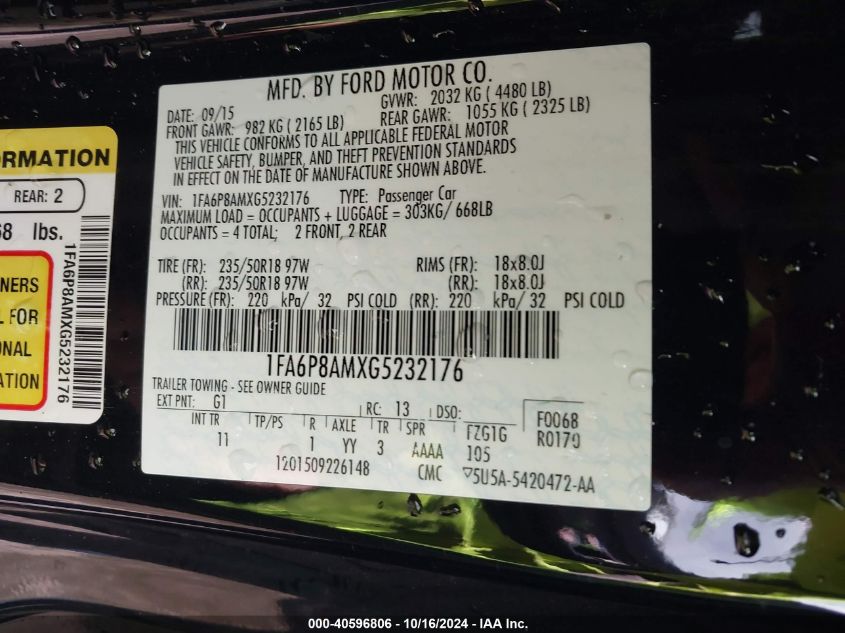 MFD. BY FORD MOTOR CO.
DATE: 09/15 GVWR: 2032 KG ( 4480 LB)
FRONT GAWR: 982 KG ( 2165 LB) REAR GAWR: 1055 KG ( 2325 LB)
THIS VEHICLE CONFORMS TO ALL APPLICABLE FEDERAL MOTOR
VEHICLE SAFETY, BUMPER, AND THEFT PREVENTION STANDARDS
IN EFFECT ON THE DATE OF MANUFACTURE SHOWN ABOVE.
VIN: 1FA6P8AMXG5232176 TYPE: Passenger Car
MAXIMUM LOAD = OCCUPANTS + LUGGAGE = 303KG/ 668LB
OCCUPANTS = 4 TOTAL; 2 FRONT, 2 REAR
TIRE (FR): 235/50R18 97W RIMS (FR): 18x8.0J
(RR): 235/50R18 97W (RR): 18x8.0J
PRESSURE (FR): 220 kPa/ 32 PSI COLD (RR): 220 kPa/ 32 PSI COLD
1FA6P8AMXG5232176
TRAILER TOWING - SEE OWNER GUIDE
EXT PNT: G1 RC: 13 DSO: F0068
INT TR TP/PS R AXLE TR SPR FZG1G R0170
11 1 YY 3 AAAA 105
1201509226148 CMC 5U5A-5420472-AA
ORMATION
REAR: 2
68 lbs.
NERS
L FOR
ONAL
ATION
1FA6P8AMXG5232176
000-40596806 - 10/16/2024 - IAA Inc.